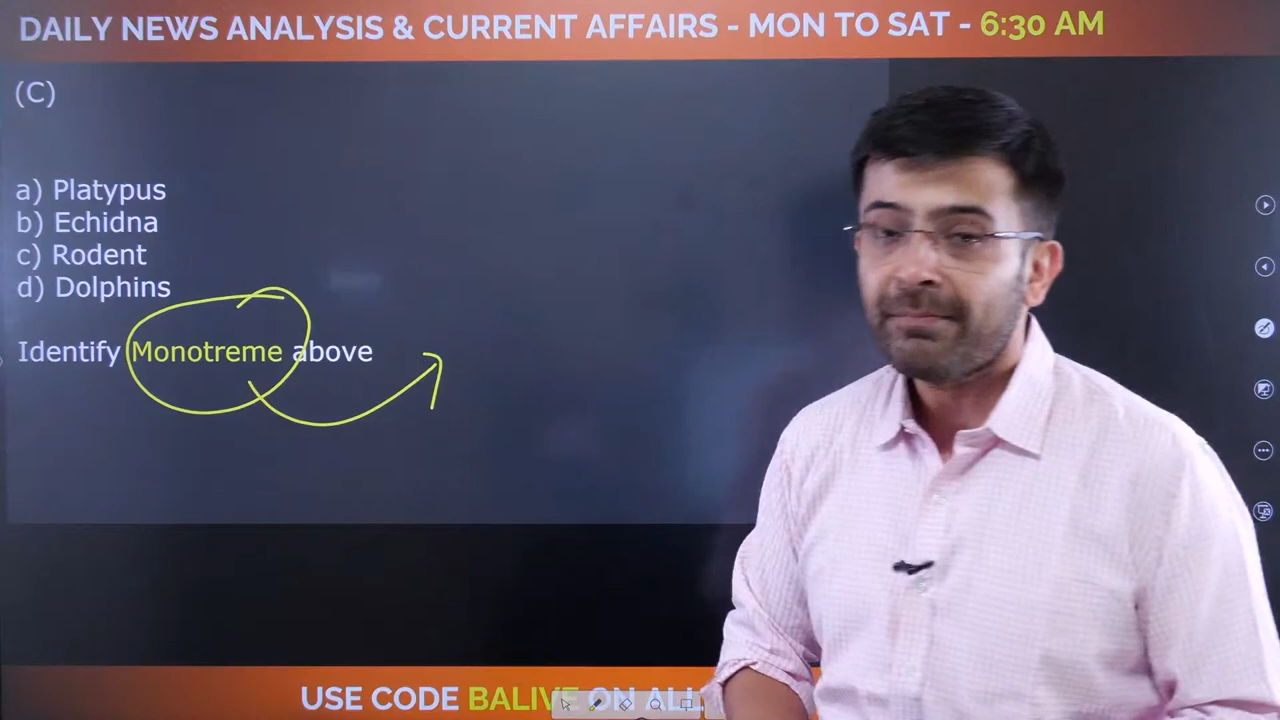 DAILY NEWS ANALYSIS & CURRENT AFFAIRS - MON TO SAT - 6:30 AM
(C)
a) Platypus
b) Echidna
c) Rodent
d) Dolphins
Identify Monotreme above
USE CODE BALIVE ON ALL